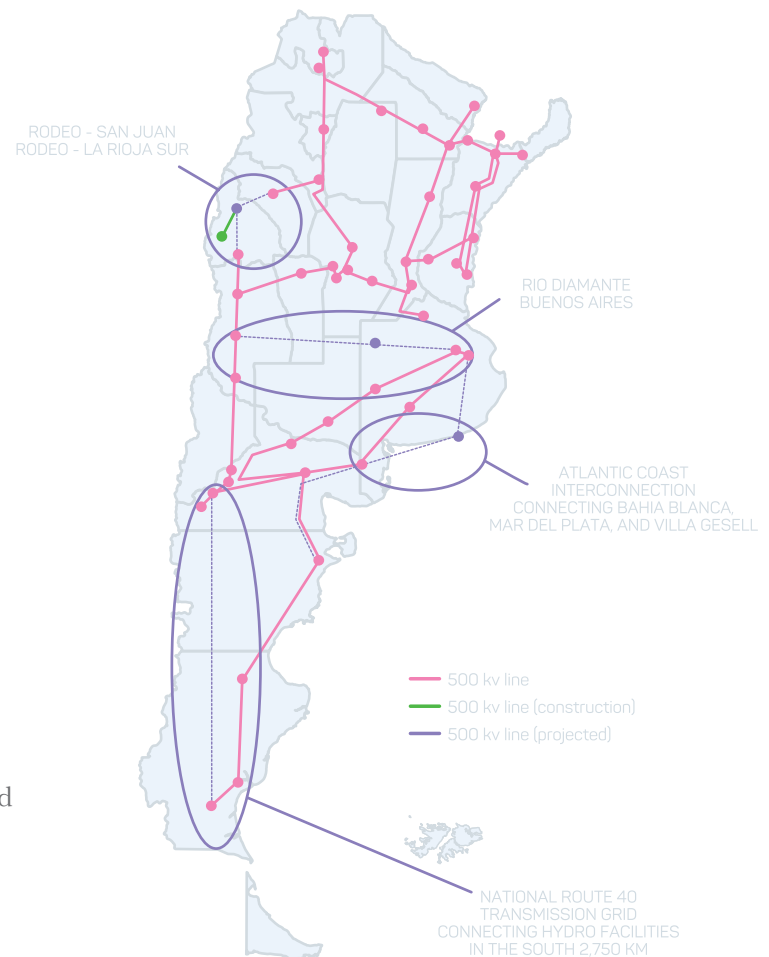 RODEO - SAN JUAN
RODEO - LA RIOJA SUR
RIO DIAMANTE
BUENOS AIRES
ATLANTIC COAST
INTERCONNECTION
CONNECTING BAHIA BLANCA,
MAR DEL PLATA, AND VILLA GESELL
500 kv line
500 kv line (construction)
500 kv line (projected)
d
NATIONAL ROUTE 40
TRANSMISSION GRID
CONNECTING HYDRO FACILITIES
IN THE SOUTH 2,750 KM